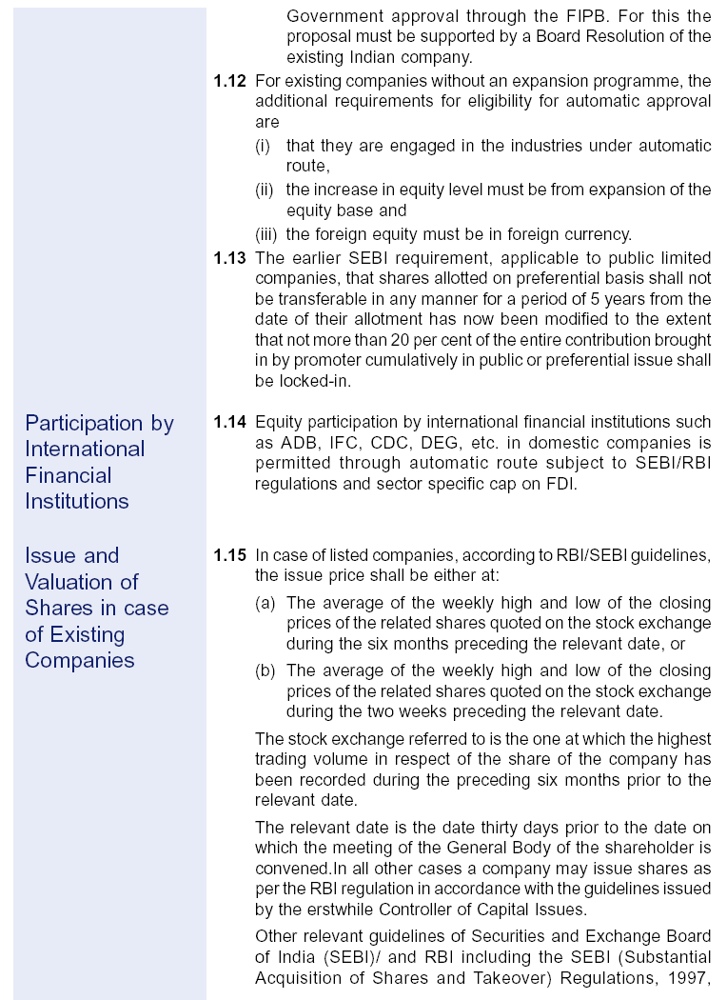 Government approval through the FIPB. For this the
proposal must be supported by a Board Resolution of the
existing Indian company.
1.12 For existing companies without an expansion programme, the
additional requirements for eligibility for automatic approval
are
(i) that they are engaged in the industries under automatic
route,
(ii) the increase in equity level must be from expansion of the
equity base and
(iii) the foreign equity must be in foreign currency.
1.13 The earlier SEBI requirement, applicable to public limited
companies, that shares allotted on preferential basis shall not
be transferable in any manner for a period of 5 years from the
date of their allotment has now been modified to the extent
that not more than 20 per cent of the entire contribution brought
in by promoter cumulatively in public or preferential issue shall
be locked-in.
Participation by
International
Financial
Institutions
1.14 Equity participation by international financial institutions such
as ADB, IFC, CDC, DEG, etc. in domestic companies is
permitted through automatic route subject to SEBI/RBI
regulations and sector specific cap on FDI.
Issue and
Valuation of
Shares in case
of Existing
Companies
1.15 In case of listed companies, according to RBI/SEBI guidelines,
the issue price shall be either at:
(a) The average of the weekly high and low of the closing
prices of the related shares quoted on the stock exchange
during the six months preceding the relevant date, or
(b) The average of the weekly high and low of the closing
prices of the related shares quoted on the stock exchange
during the two weeks preceding the relevant date.
The stock exchange referred to is the one at which the highest
trading volume in respect of the share of the company has
been recorded during the preceding six months prior to the
relevant date.
The relevant date is the date thirty days prior to the date on
which the meeting of the General Body of the shareholder is
convened.In all other cases a company may issue shares as
per the RBI regulation in accordance with the guidelines issued
by the erstwhile Controller of Capital Issues.
Other relevant guidelines of Securities and Exchange Board
of India (SEBI)/ and RBI including the SEBI (Substantial
Acquisition of Shares and Takeover) Regulations, 1997,